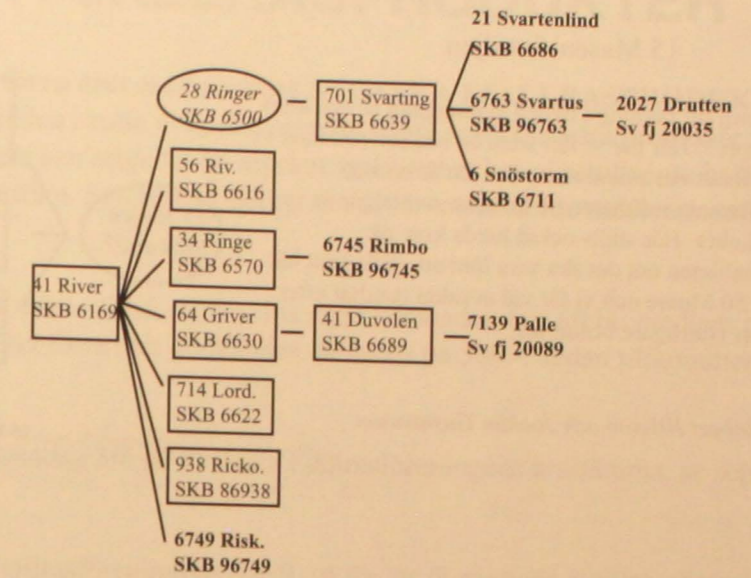 21 Svartenlind
SKB 6686
28 Ringer
SKB 6500
701 Svarting
SKB 6639
6763 Svartus
SKB 96763
2027 Drutten
Sv fj 20035
6 Snöstorm
SKB 6711
56 Riv.
SKB 6616
34 Ringe
SKB 6570
6745 Rimbo
SKB 96745
41 River
SKB 6169
64 Griver
SKB 6630
41 Duvolen
SKB 6689
7139 Palle
Sv fj 20089
714 Lord.
SKB 6622
938 Ricko.
SKB 86938
6749 Risk.
SKB 96749